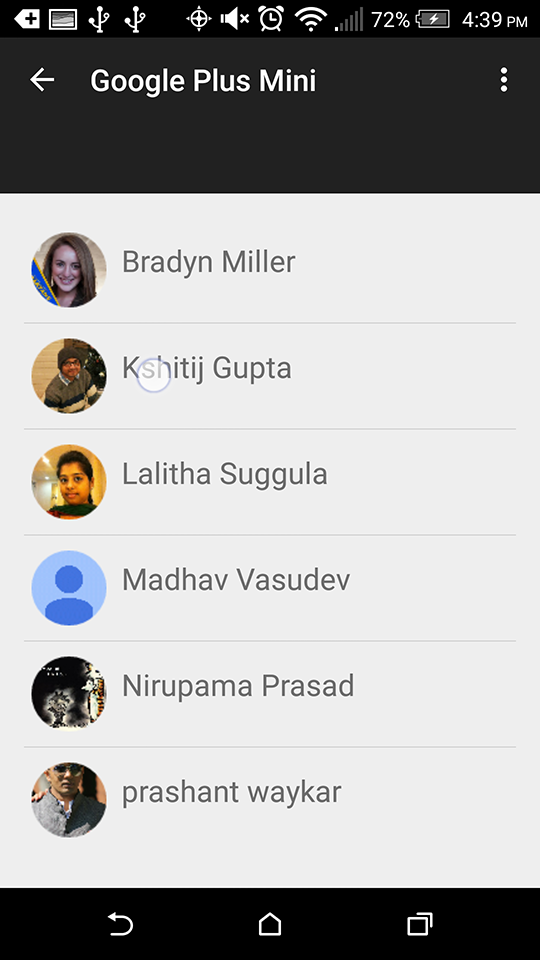 72% 4:39 PM
Google Plus Mini
Bradyn Miller
Kshitij Gupta
Lalitha Suggula
Madhav Vasudev
Nirupama Prasad
prashant waykar